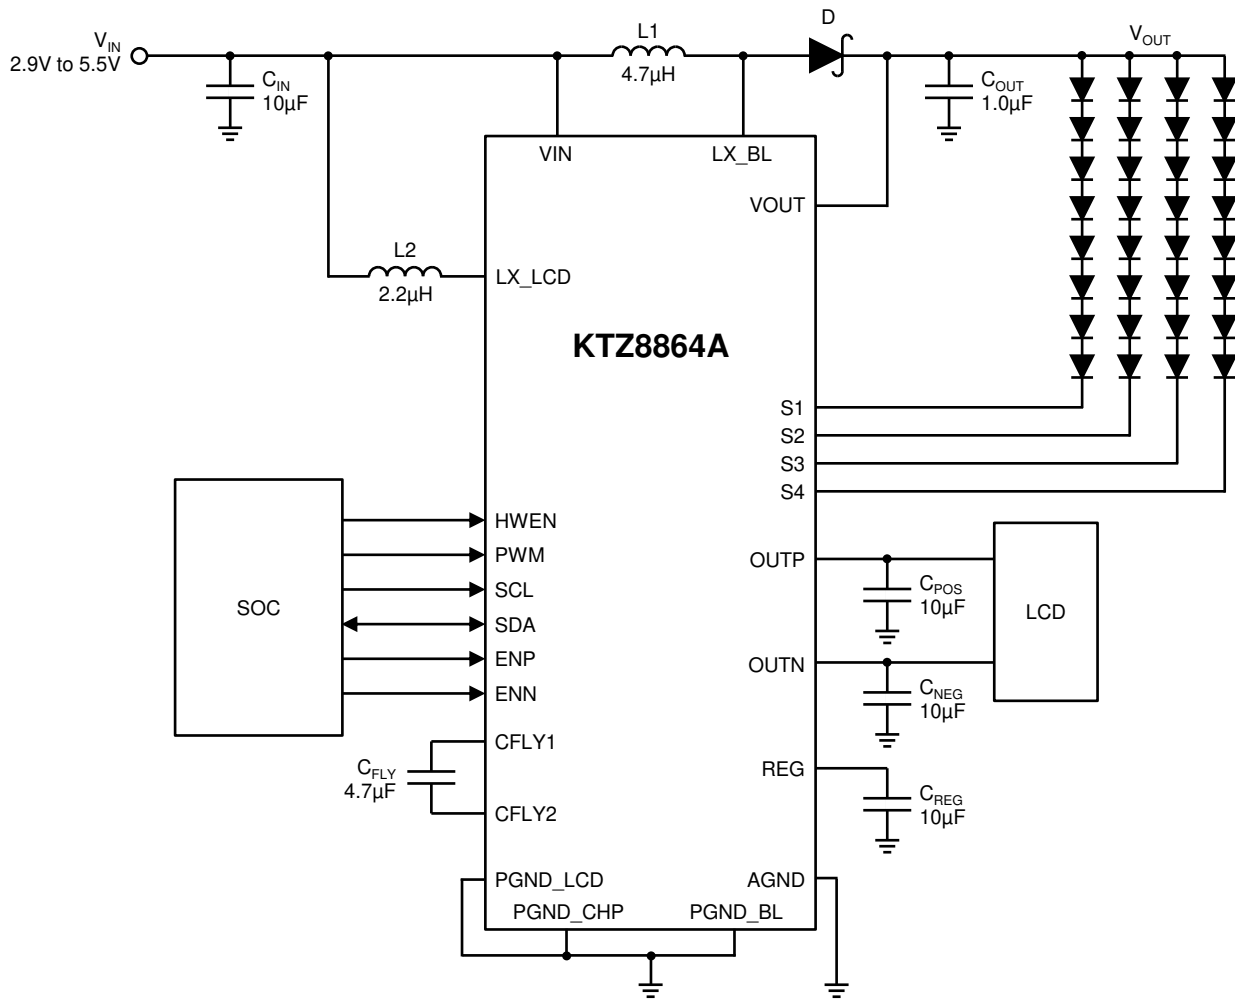 V_IN
2.9V to 5.5V
C_IN
10µF
L1
4.7µH
D
V_OUT
C_OUT
1.0µF
VIN
LX_BL
VOUT
L2
2.2µH
LX_LCD
KTZ8864A
S1
S2
S3
S4
SOC
HWEN
PWM
SCL
SDA
ENP
ENN
OUTP
C_POS
10µF
LCD
OUTN
C_NEG
10µF
CFLY1
C_FLY
4.7µF
CFLY2
REG
C_REG
10µF
PGND_LCD
AGND
PGND_CHP
PGND_BL